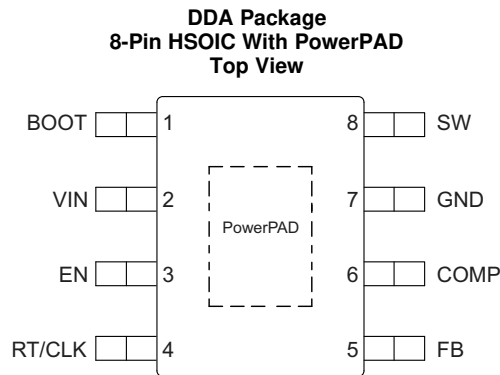 DDA Package
8-Pin HSOIC With PowerPAD
Top View
BOOT 1 8 SW
VIN 2 7 GND
PowerPAD
EN 3 6 COMP
RT/CLK 4 5 FB